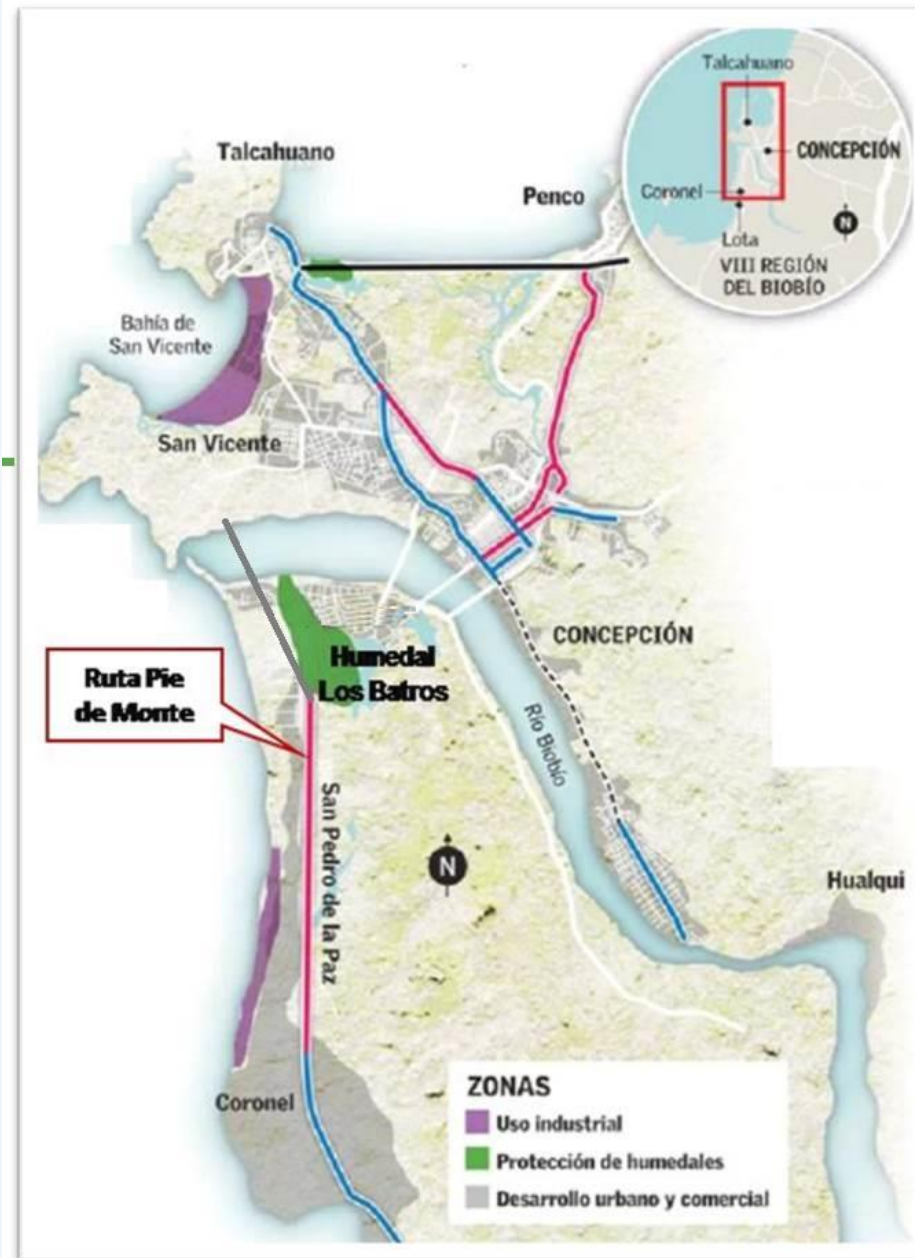 Talcahuano
CONCEPCIÓN
Coronel
Lota
N
VIII REGIÓN
DEL BIOBÍO
Talcahuano
Penco
Bahía de
San Vicente
San Vicente
CONCEPCIÓN
Humedal
Los Batros
Ruta Pie
de Monte
Río Biobío
San Pedro de la Paz
N
Hualqui
Coronel
ZONAS
Uso industrial
Protección de humedales
Desarrollo urbano y comercial